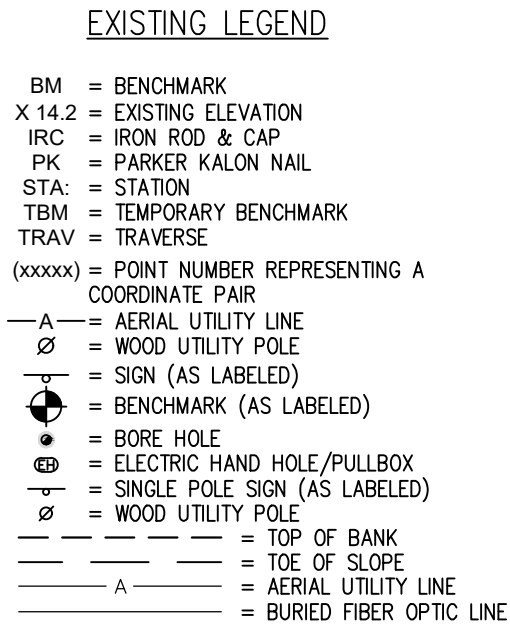 EXISTING LEGEND
BM = BENCHMARK
X 14.2 = EXISTING ELEVATION
IRC = IRON ROD & CAP
PK = PARKER KALON NAIL
STA: = STATION
TBM = TEMPORARY BENCHMARK
TRAV = TRAVERSE
(xxxxx) = POINT NUMBER REPRESENTING A
COORDINATE PAIR
A = AERIAL UTILITY LINE
= WOOD UTILITY POLE
= SIGN (AS LABELED)
= BENCHMARK (AS LABELED)
= BORE HOLE
EH = ELECTRIC HAND HOLE/PULLBOX
= SINGLE POLE SIGN (AS LABELED)
= WOOD UTILITY POLE
= TOP OF BANK
= TOE OF SLOPE
A = AERIAL UTILITY LINE
= BURIED FIBER OPTIC LINE